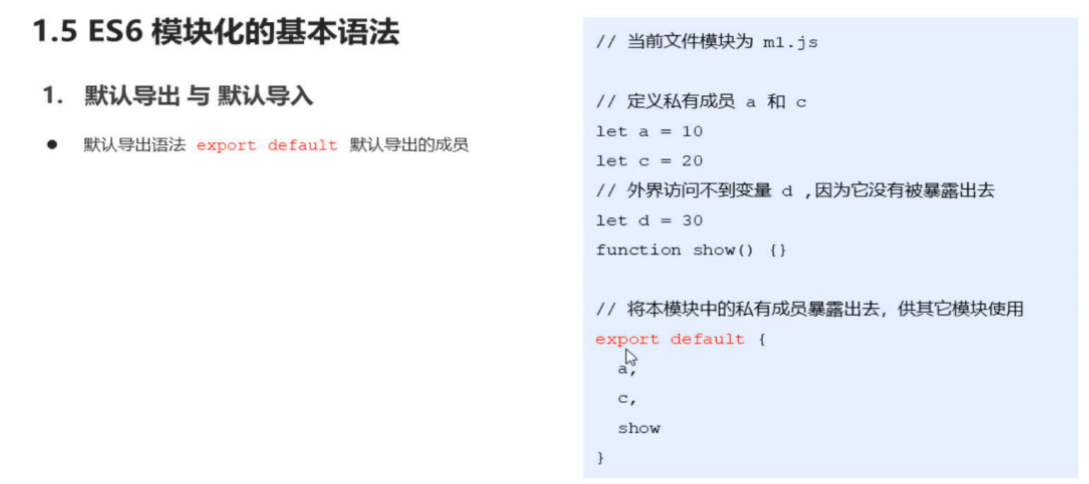 1.5 ES6 模块化的基本语法
1. 默认导出 与 默认导入
● 默认导出语法 export default 默认导出的成员
// 当前文件模块为 m1.js
// 定义私有成员 a 和 c
let a = 10
let c = 20
// 外界访问不到变量 d ,因为它没有被暴露出去
let d = 30
function show() {}
// 将本模块中的私有成员暴露出去，供其它模块使用
export default {
a,
c,
show
}